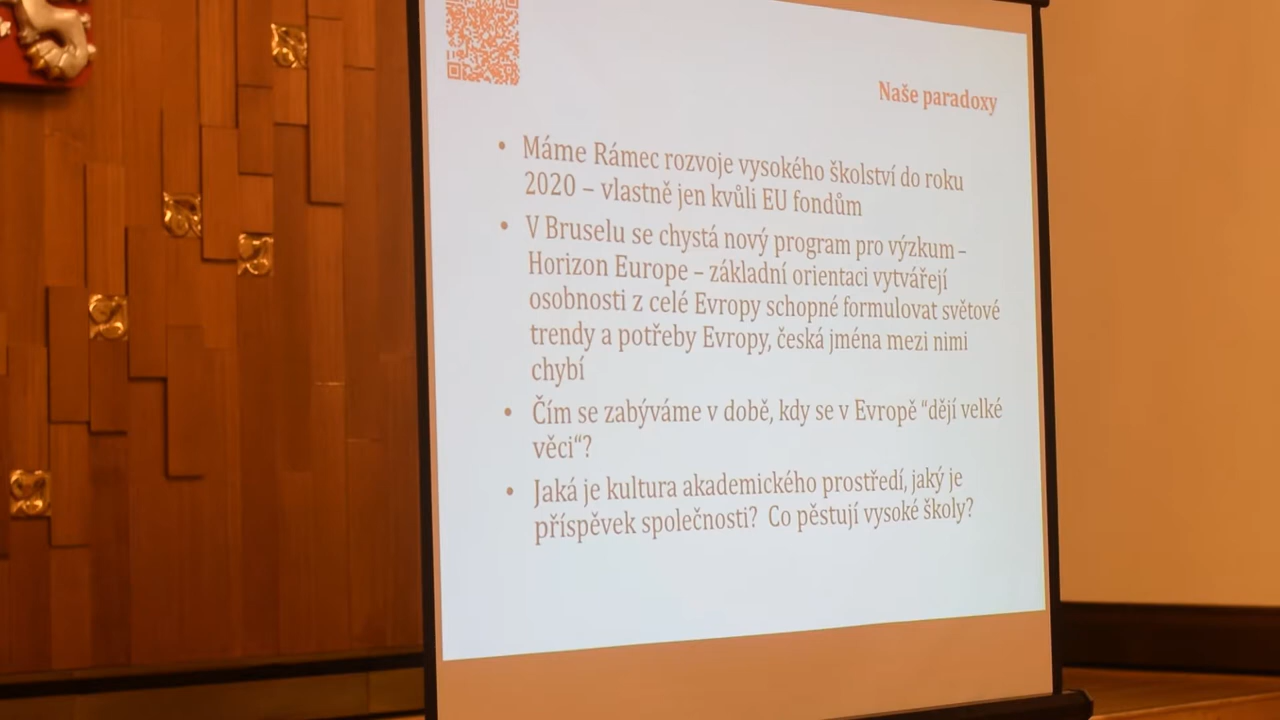 Naše paradoxy
• Máme Rámec rozvoje vysokého školství do roku
2020 – vlastně jen kvůli EU fondům
• V Bruselu se chystá nový program pro výzkum –
Horizon Europe – základní orientaci vytvářejí
osobnosti z celé Evropy schopné formulovat světové
trendy a potřeby Evropy, česká jména mezi nimi
chybí
• Čím se zabýváme v době, kdy se v Evropě “dějí velké
věci“?
• Jaká je kultura akademického prostředí, jaký je
příspěvek společnosti?  Co pěstují vysoké školy?